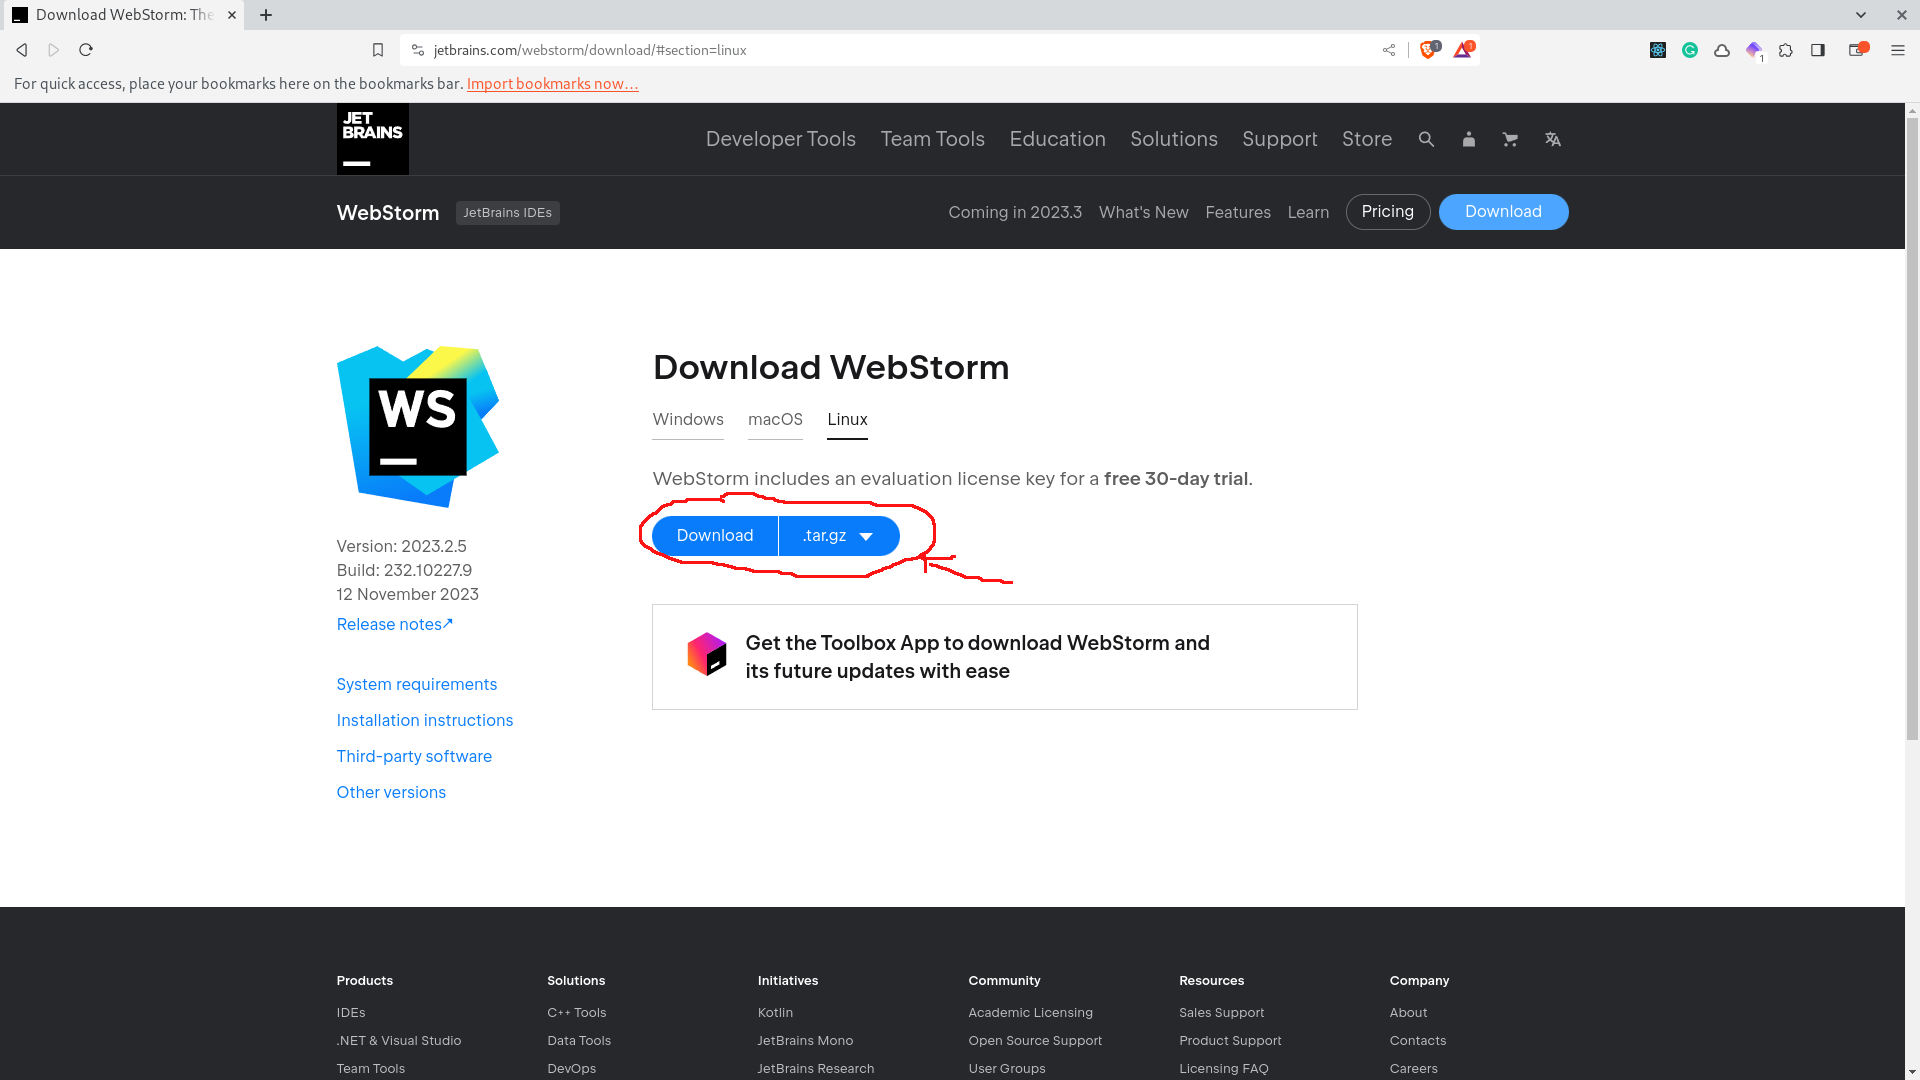 Download WebStorm: The
jetbrains.com/webstorm/download/#section=linux
1
1
1
For quick access, place your bookmarks here on the bookmarks bar. Import bookmarks now...
JET
BRAINS
Developer Tools Team Tools Education Solutions Support Store
WebStorm JetBrains IDEs Coming in 2023.3 What's New Features Learn Pricing Download
WS
Download WebStorm
Windows macOS Linux
WebStorm includes an evaluation license key for a free 30-day trial.
Download .tar.gz
Version: 2023.2.5
Build: 232.10227.9
12 November 2023
Release notes↗
System requirements
Installation instructions
Third-party software
Other versions
Get the Toolbox App to download WebStorm and
its future updates with ease
Products Solutions Initiatives Community Resources Company
IDEs C++ Tools Kotlin Academic Licensing Sales Support About
.NET & Visual Studio Data Tools JetBrains Mono Open Source Support Product Support Contacts
Team Tools DevOps JetBrains Research User Groups Licensing FAQ Careers